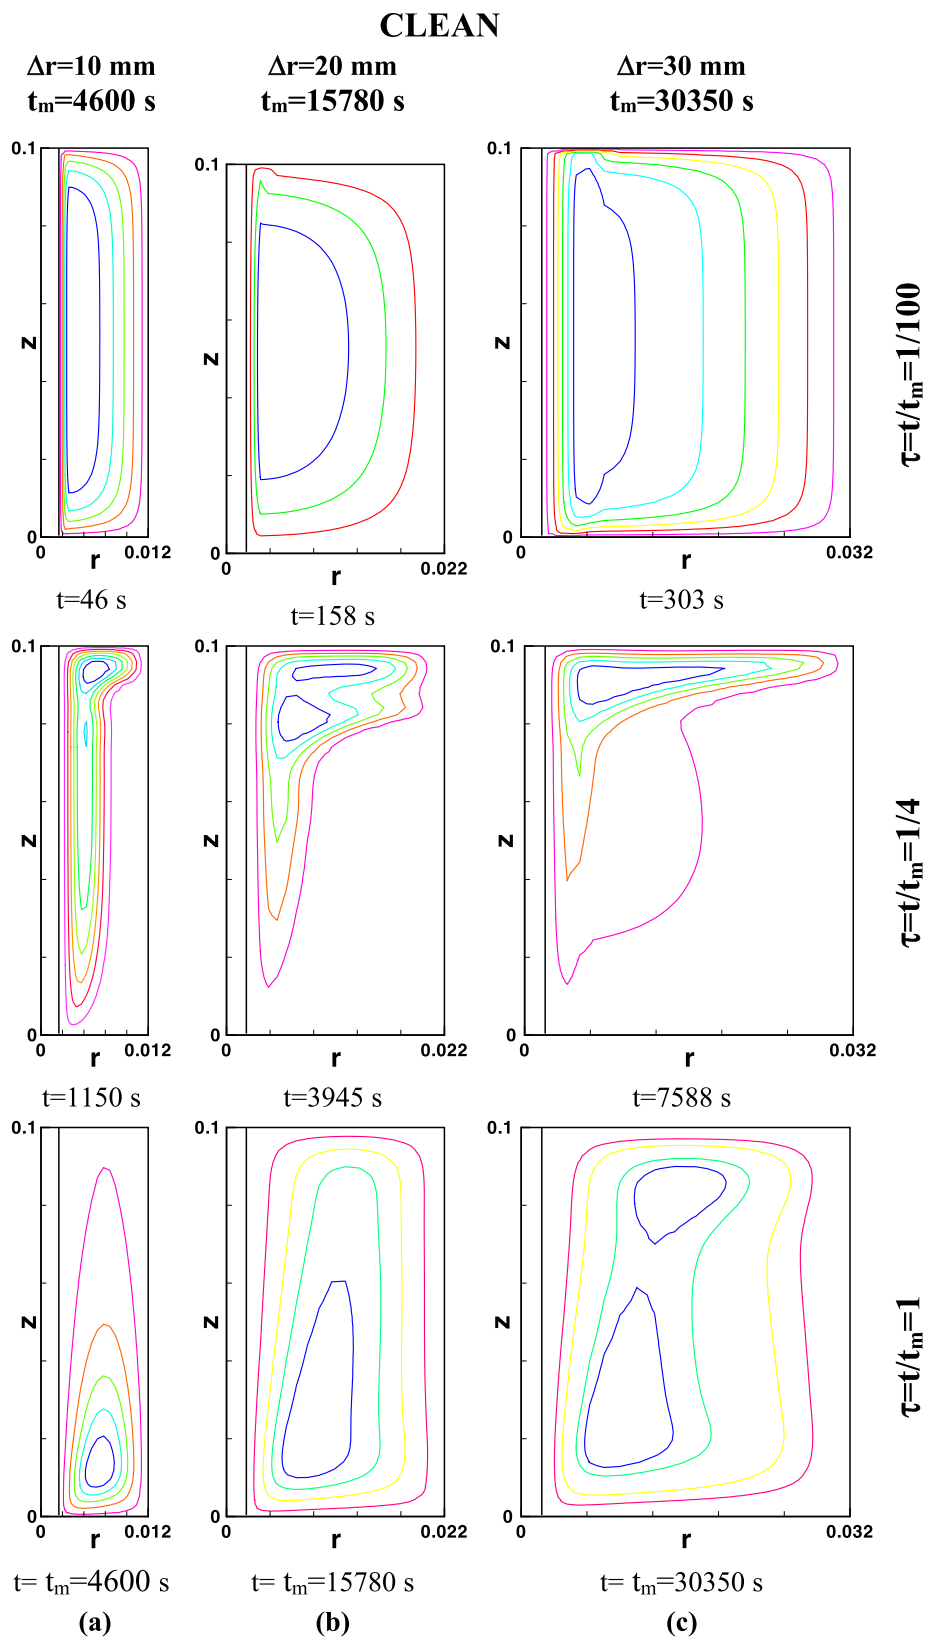 CLEAN
Δr=10 mm Δr=20 mm Δr=30 mm
tm=4600 s tm=15780 s tm=30350 s
0.1 0.1 0.1
z z z
τ=t/tm=1/100
0 0 0
0 r 0.012 0 r 0.022 0 r 0.032
t=46 s t=158 s t=303 s
0.1 0.1 0.1
z z z
τ=t/tm=1/4
0 0 0
0 r 0.012 0 r 0.022 0 r 0.032
t=1150 s t=3945 s t=7588 s
0.1 0.1 0.1
z z z
τ=t/tm=1
0 0 0
0 r 0.012 0 r 0.022 0 r 0.032
t= tm=4600 s t= tm=15780 s t= tm=30350 s
(a) (b) (c)